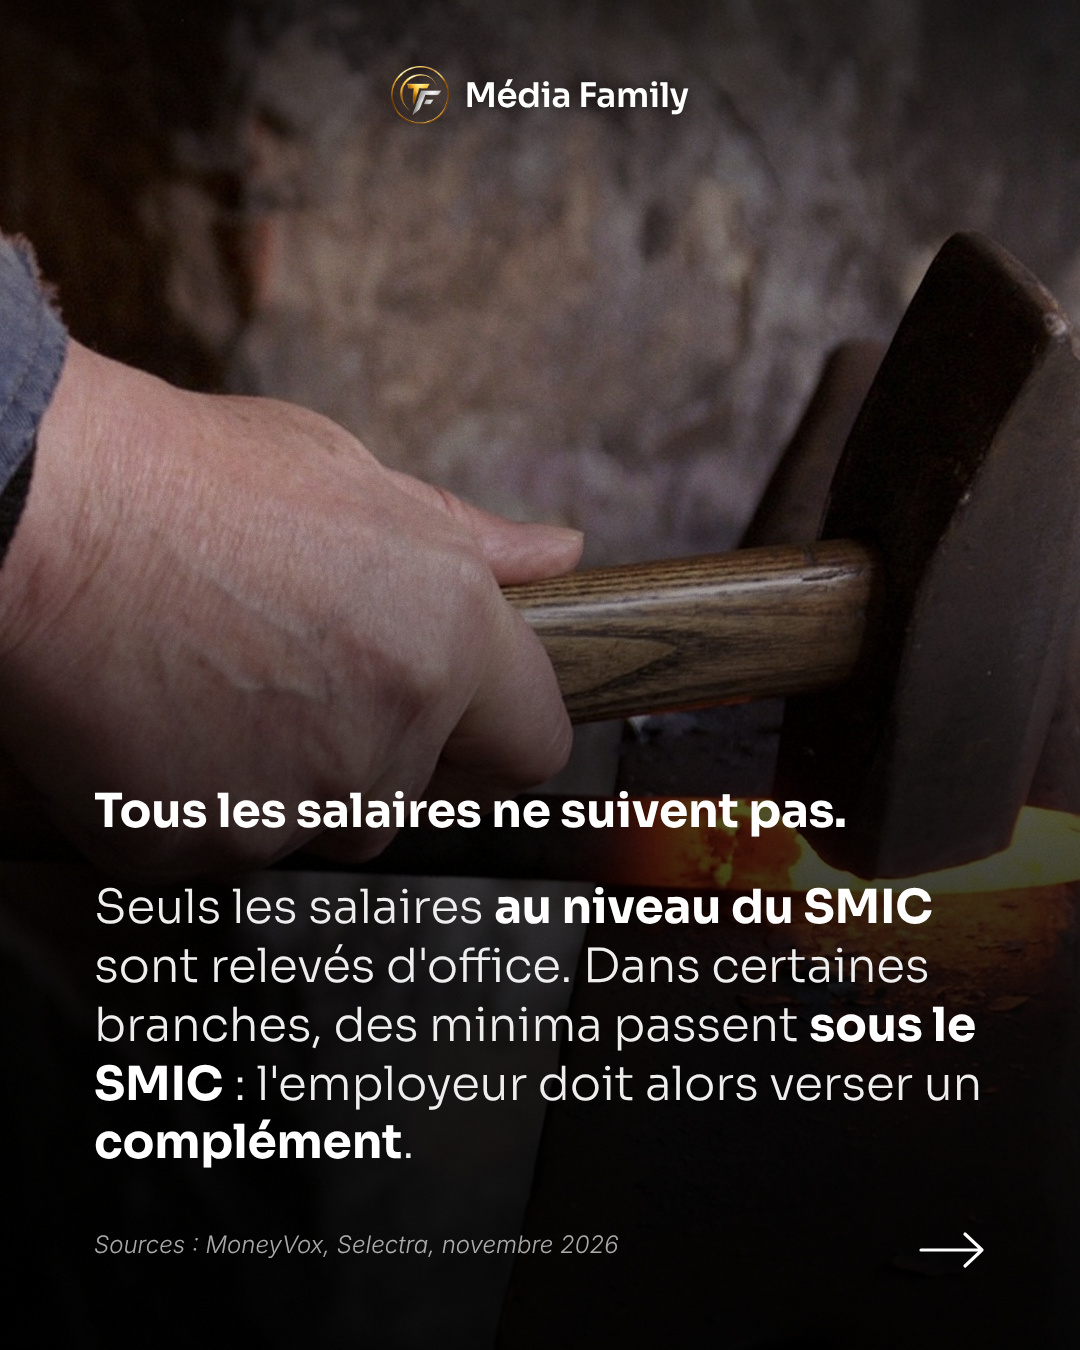 TF Média Family
Tous les salaires ne suivent pas.
Seuls les salaires au niveau du SMIC
sont relevés d'office. Dans certaines
branches, des minima passent sous le
SMIC : l'employeur doit alors verser un
complément.
Sources : MoneyVox, Selectra, novembre 2026